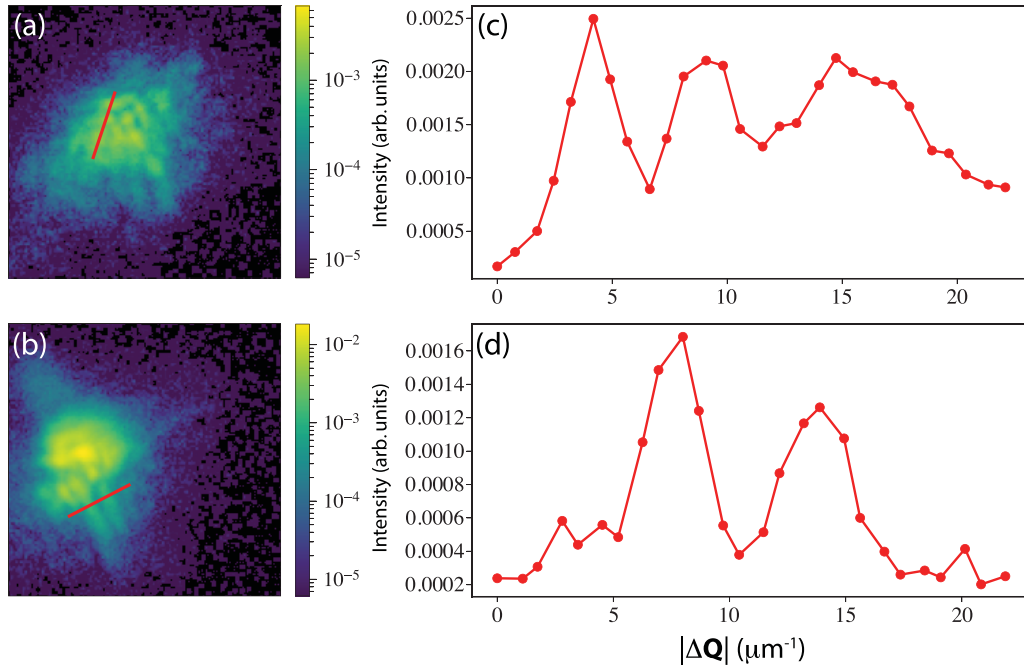 (a)
10⁻³
10⁻⁴
10⁻⁵
Intensity (arb. units)
(c)
0.0025
0.0020
0.0015
0.0010
0.0005
0 5 10 15 20
(b)
10⁻²
10⁻³
10⁻⁴
10⁻⁵
Intensity (arb. units)
(d)
0.0016
0.0014
0.0012
0.0010
0.0008
0.0006
0.0004
0.0002
0 5 10 15 20
|ΔQ| (μm⁻¹)